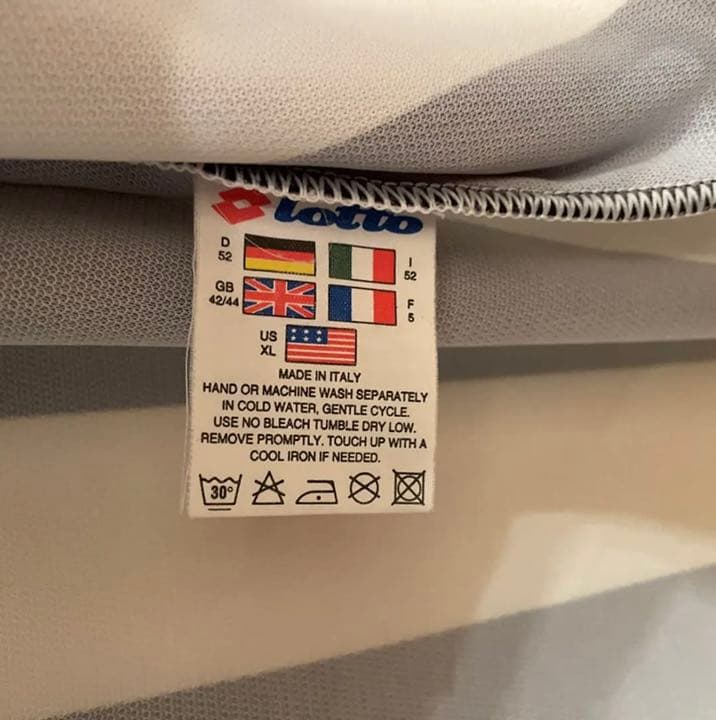 lotto
D
52
I
52
GB
42/44
F
5
US
XL
MADE IN ITALY
HAND OR MACHINE WASH SEPARATELY
IN COLD WATER, GENTLE CYCLE.
USE NO BLEACH TUMBLE DRY LOW.
REMOVE PROMPTLY. TOUCH UP WITH A
COOL IRON IF NEEDED.
30°